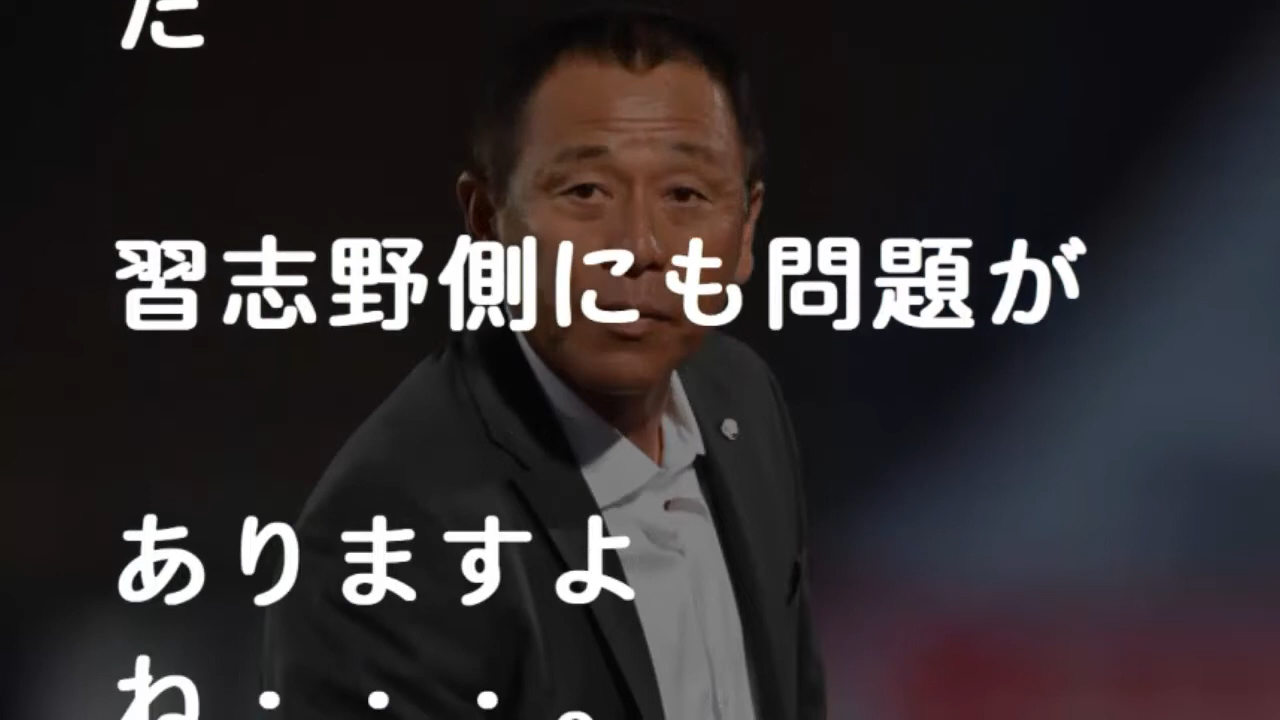 た
習志野側にも問題が
ありますよ
ね・・・。